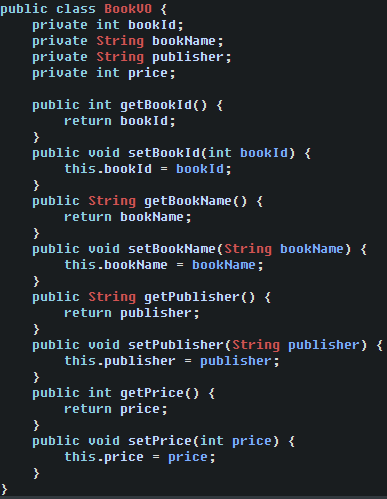 public class BookVO {
    private int bookId;
    private String bookName;
    private String publisher;
    private int price;

    public int getBookId() {
        return bookId;
    }
    public void setBookId(int bookId) {
        this.bookId = bookId;
    }
    public String getBookName() {
        return bookName;
    }
    public void setBookName(String bookName) {
        this.bookName = bookName;
    }
    public String getPublisher() {
        return publisher;
    }
    public void setPublisher(String publisher) {
        this.publisher = publisher;
    }
    public int getPrice() {
        return price;
    }
    public void setPrice(int price) {
        this.price = price;
    }
}